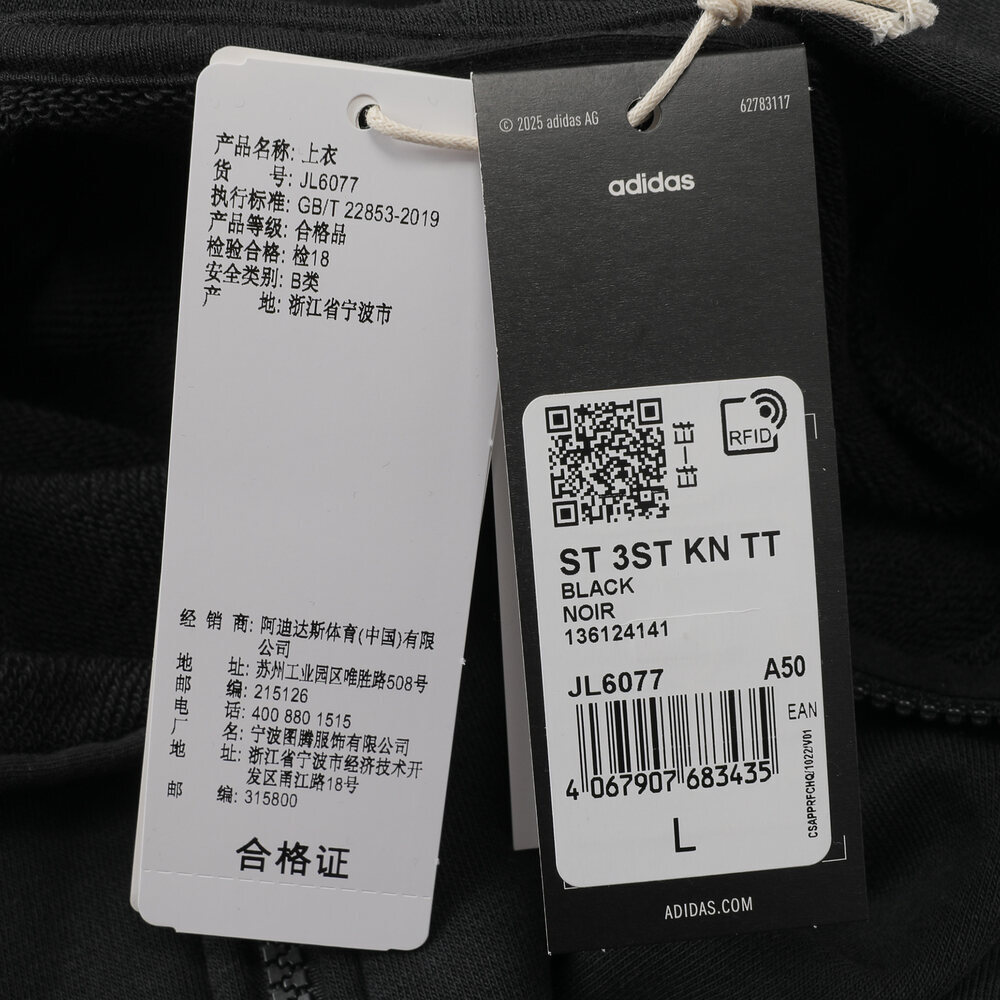 产品名称: 上衣
货 号: JL6077
执行标准: GB/T 22853-2019
产品等级: 合格品
检验合格: 检18
安全类别: B类
产 地: 浙江省宁波市
经 销 商: 阿迪达斯体育(中国)有限
公司
地 址: 苏州工业园区唯胜路508号
邮 编: 215126
电 话: 400 880 1515
厂 名: 宁波图腾服饰有限公司
地 址: 浙江省宁波市经济技术开
发区甬江路18号
邮 编: 315800
合格证
© 2025 adidas AG
62783117
adidas
扫一扫
RFID
ST 3ST KN TT
BLACK
NOIR
136124141
JL6077 A50
EAN
4 067907 683435
CSAPPRFCHQ/1022/V01
L
ADIDAS.COM